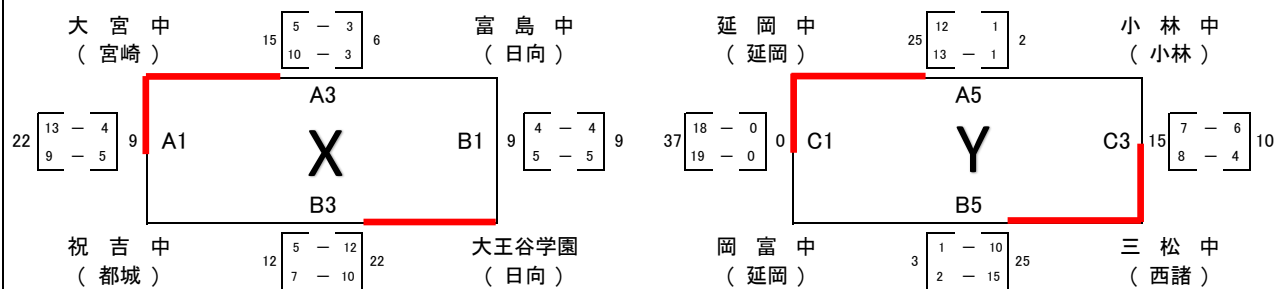 大 宮 中
( 宮崎 )
15 5 － 3 6
10 － 3
富 島 中
( 日向 )
A3
22 13 － 4 9
9 － 5
A1
X
B1
9 4 － 4 9
5 － 5
B3
祝 吉 中
( 都城 )
12 5 － 12 22
7 － 10
大王谷学園
( 日向 )
延 岡 中
( 延岡 )
25 12 1 2
13 － 1
小 林 中
( 小林 )
A5
37 18 － 0 0
19 － 0
C1
Y
C3
15 7 － 6 10
8 － 4
B5
岡 富 中
( 延岡 )
3 1 － 10 25
2 － 15
三 松 中
( 西諸 )